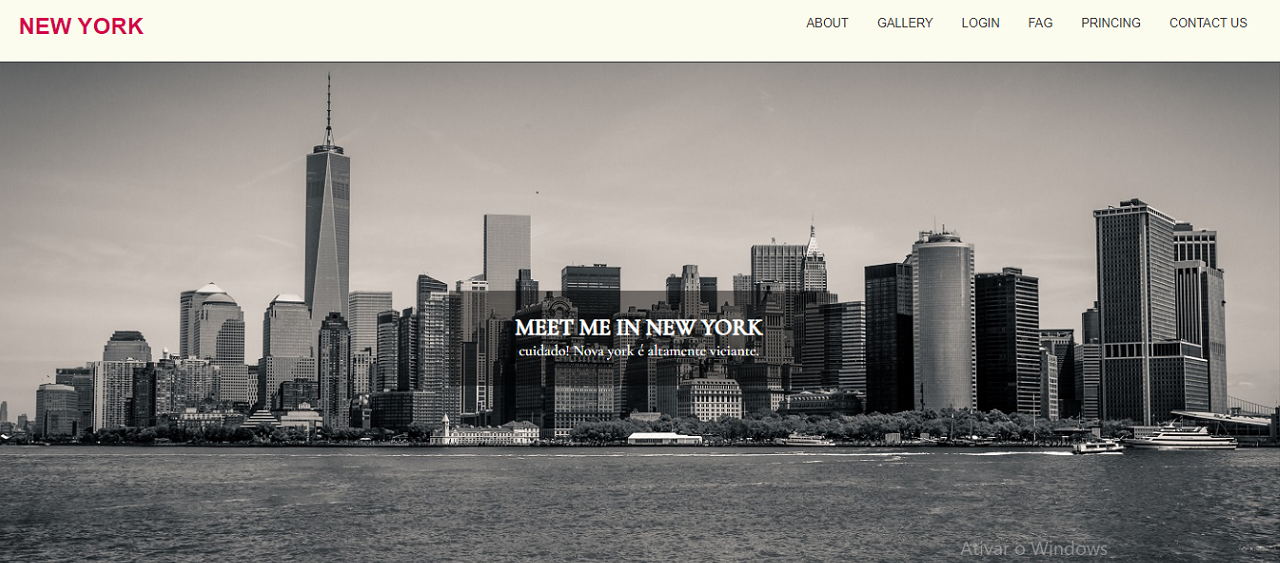 NEW YORK
ABOUT GALLERY LOGIN FAG PRINCING CONTACT US
MEET ME IN NEW YORK
cuidado! Nova york é altamente viciante.
Ativar o Windows